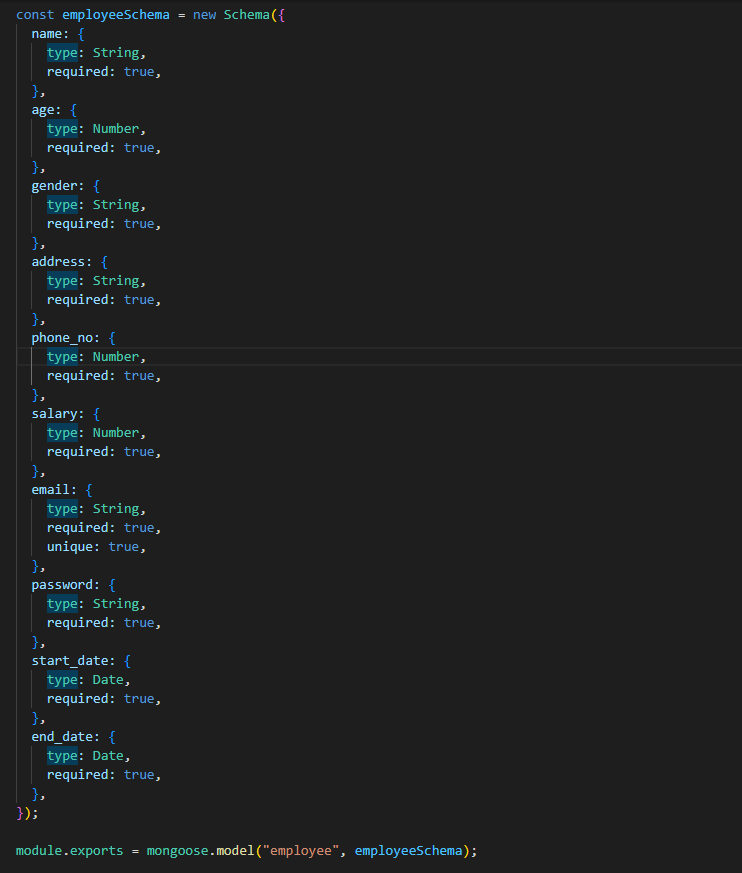 const employeeSchema = new Schema({
  name: {
    type: String,
    required: true,
  },
  age: {
    type: Number,
    required: true,
  },
  gender: {
    type: String,
    required: true,
  },
  address: {
    type: String,
    required: true,
  },
  phone_no: {
    type: Number,
    required: true,
  },
  salary: {
    type: Number,
    required: true,
  },
  email: {
    type: String,
    required: true,
    unique: true,
  },
  password: {
    type: String,
    required: true,
  },
  start_date: {
    type: Date,
    required: true,
  },
  end_date: {
    type: Date,
    required: true,
  },
});
module.exports = mongoose.model("employee", employeeSchema);